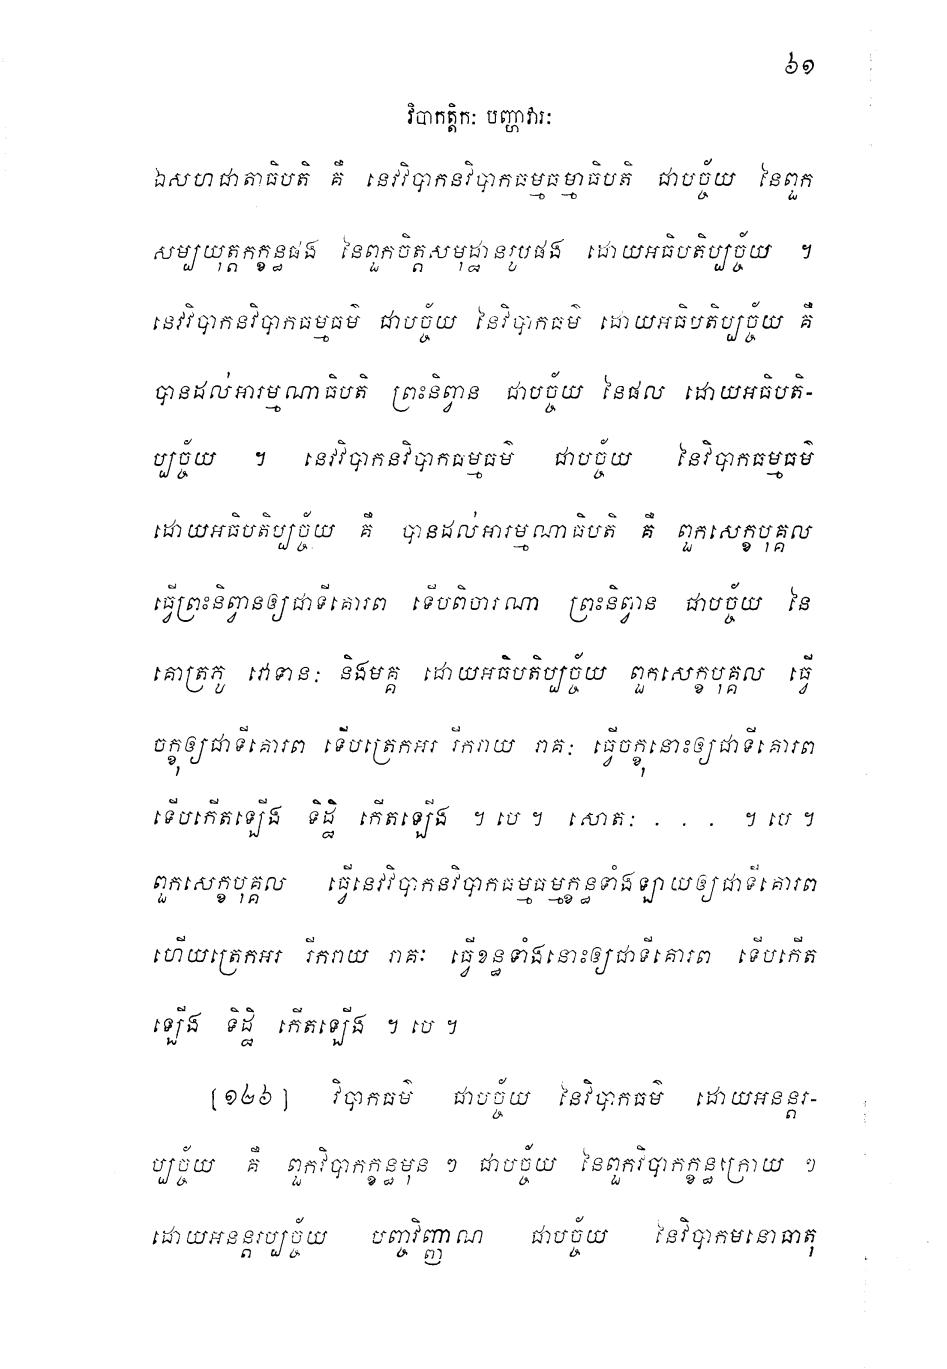 ៦១
វិបាកត្តិកៈ បញ្ហាវារៈ
ឯសហជាតាធិបតិ គឺ នេវវិបាកនវិបាកធម្មធម្មាធិបតិ ជាបច្ច័យ នៃពួក
សម្បយុត្តកក្ខន្ធផង នៃពួកចិត្តសមុដ្ឋានរូបផង ដោយអធិបតិប្បច្ច័យ ។
នេវវិបាកនវិបាកធម្មធម៌ ជាបច្ច័យ នៃវិបាកធម៌ ដោយអធិបតិប្បច្ច័យ គឺ
បានដល់អារម្មណាធិបតិ ព្រះនិព្វាន ជាបច្ច័យ នៃផល ដោយអធិបតិ-
ប្បច្ច័យ ។ នេវវិបាកនវិបាកធម្មធម៌ ជាបច្ច័យ នៃវិបាកធម្មធម៌
ដោយអធិបតិប្បច្ច័យ គឺ បានដល់អារម្មណាធិបតិ គឺ ពួកសេក្ខបុគ្គល
ធ្វើព្រះនិព្វានឲ្យជាទីគោរព ទើបពិចារណា ព្រះនិព្វាន ជាបច្ច័យ នៃ
គោត្រភូ វោទានៈ និងមគ្គ ដោយអធិបតិប្បច្ច័យ ពួកសេក្ខបុគ្គល ធ្វើ
ចក្ខុឲ្យជាទីគោរព ទើបត្រេកអរ រីករាយ រាគៈ ធ្វើចក្ខុនោះឲ្យជាទីគោរព
ទើបកើតឡើង ទិដ្ឋិ កើតឡើង ។ បេ ។ សោតៈ . . . ។ បេ ។
ពួកសេក្ខបុគ្គល ធ្វើនេវវិបាកនវិបាកធម្មធម្មក្ខន្ធទាំងឡាយឲ្យជាទីគោរព
ហើយត្រេកអរ រីករាយ រាគៈ ធ្វើខន្ធទាំងនោះឲ្យជាទីគោរព ទើបកើត
ឡើង ទិដ្ឋិ កើតឡើង ។ បេ ។
[១២៦] វិបាកធម៌ ជាបច្ច័យ នៃវិបាកធម៌ ដោយអនន្តរ-
ប្បច្ច័យ គឺ ពួកវិបាកក្ខន្ធមុន ៗ ជាបច្ច័យ នៃពួកវិបាកក្ខន្ធក្រោយ ៗ
ដោយអនន្តរប្បច្ច័យ បញ្ចវិញ្ញាណ ជាបច្ច័យ នៃវិបាកមនោធាតុ